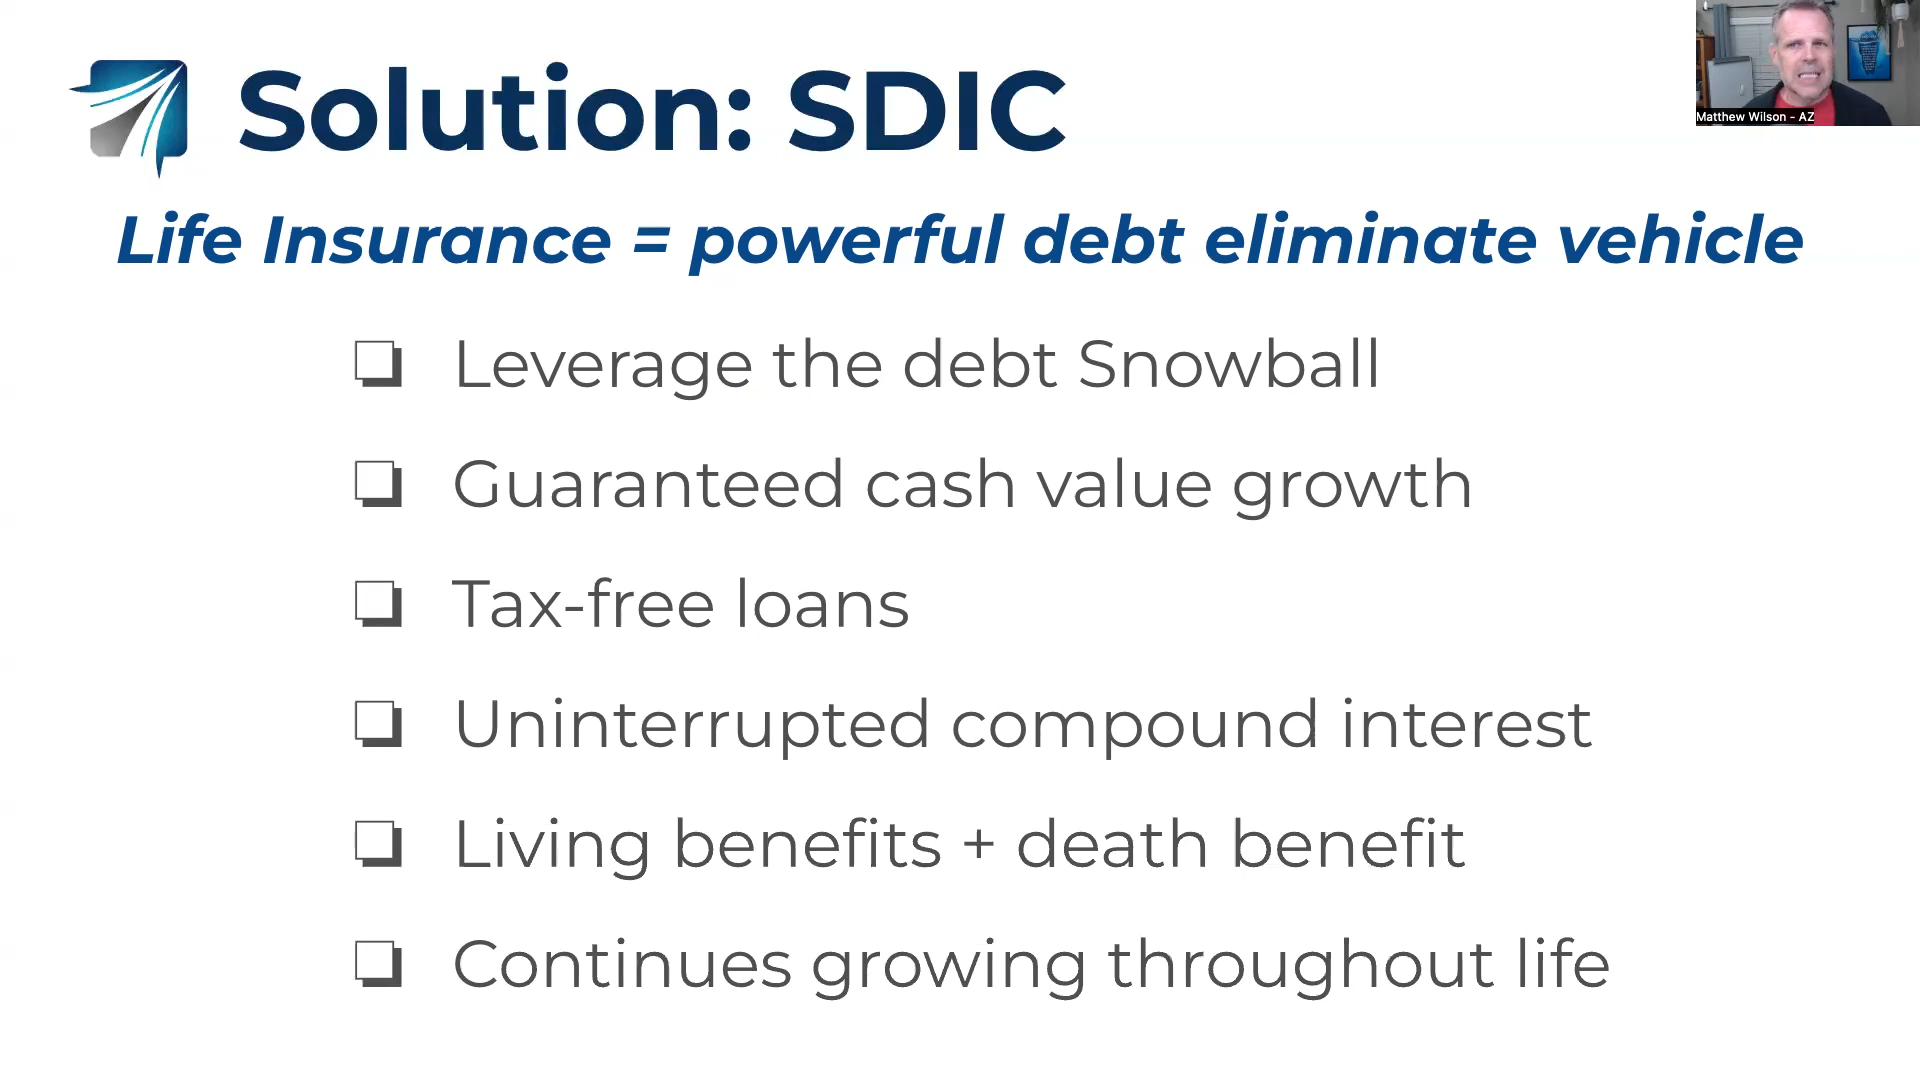 Solution: SDIC
Matthew Wilson - AZ
Life Insurance = powerful debt eliminate vehicle
Leverage the debt Snowball
Guaranteed cash value growth
Tax-free loans
Uninterrupted compound interest
Living benefits + death benefit
Continues growing throughout life